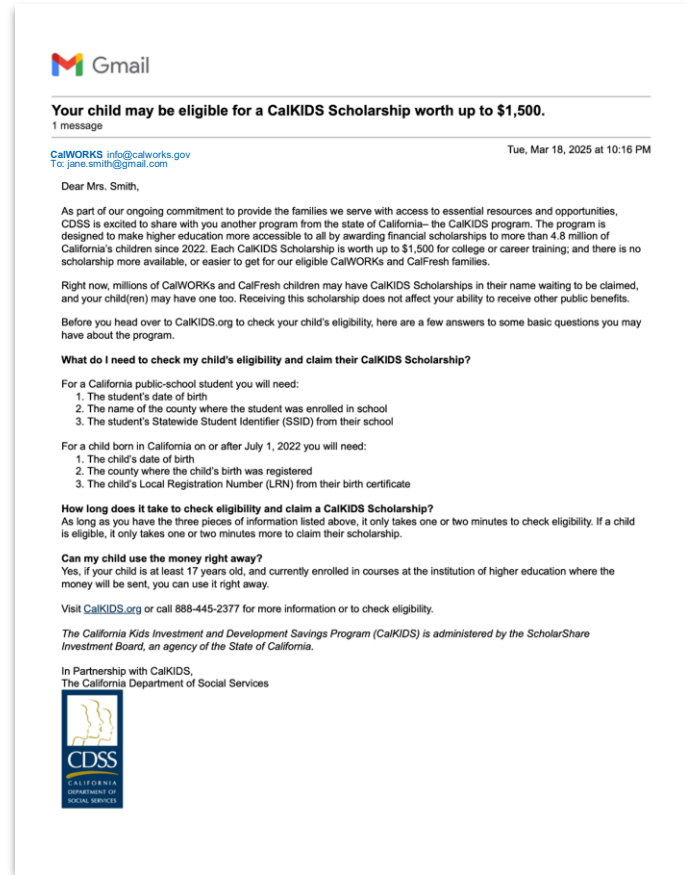 Gmail
Your child may be eligible for a CalKIDS Scholarship worth up to $1,500.
1 message
CalWORKS info@calworks.gov
Tue, Mar 18, 2025 at 10:16 PM
To: jane.smith@gmail.com
Dear Mrs. Smith,
As part of our ongoing commitment to provide the families we serve with access to essential resources and opportunities,
CDSS is excited to share with you another program from the state of California– the CalKIDS program. The program is
designed to make higher education more accessible to all by awarding financial scholarships to more than 4.8 million of
California's children since 2022. Each CalKIDS Scholarship is worth up to $1,500 for college or career training; and there is no
scholarship more available, or easier to get for our eligible CalWORKs and CalFresh families.
Right now, millions of CalWORKs and CalFresh children may have CalKIDS Scholarships in their name waiting to be claimed,
and your child(ren) may have one too. Receiving this scholarship does not affect your ability to receive other public benefits.
Before you head over to CalKIDS.org to check your child's eligibility, here are a few answers to some basic questions you may
have about the program.
What do I need to check my child's eligibility and claim their CalKIDS Scholarship?
For a California public-school student you will need:
1. The student's date of birth
2. The name of the county where the student was enrolled in school
3. The student's Statewide Student Identifier (SSID) from their school
For a child born in California on or after July 1, 2022 you will need:
1. The child's date of birth
2. The county where the child's birth was registered
3. The child's Local Registration Number (LRN) from their birth certificate
How long does it take to check eligibility and claim a CalKIDS Scholarship?
As long as you have the three pieces of information listed above, it only takes one or two minutes to check eligibility. If a child
is eligible, it only takes one or two minutes more to claim their scholarship.
Can my child use the money right away?
Yes, if your child is at least 17 years old, and currently enrolled in courses at the institution of higher education where the
money will be sent, you can use it right away.
Visit CalKIDS.org or call 888-445-2377 for more information or to check eligibility.
The California Kids Investment and Development Savings Program (CalKIDS) is administered by the ScholarShare
Investment Board, an agency of the State of California.
In Partnership with CalKIDS,
The California Department of Social Services
CDSS
CALIFORNIA
DEPARTMENT OF
SOCIAL SERVICES